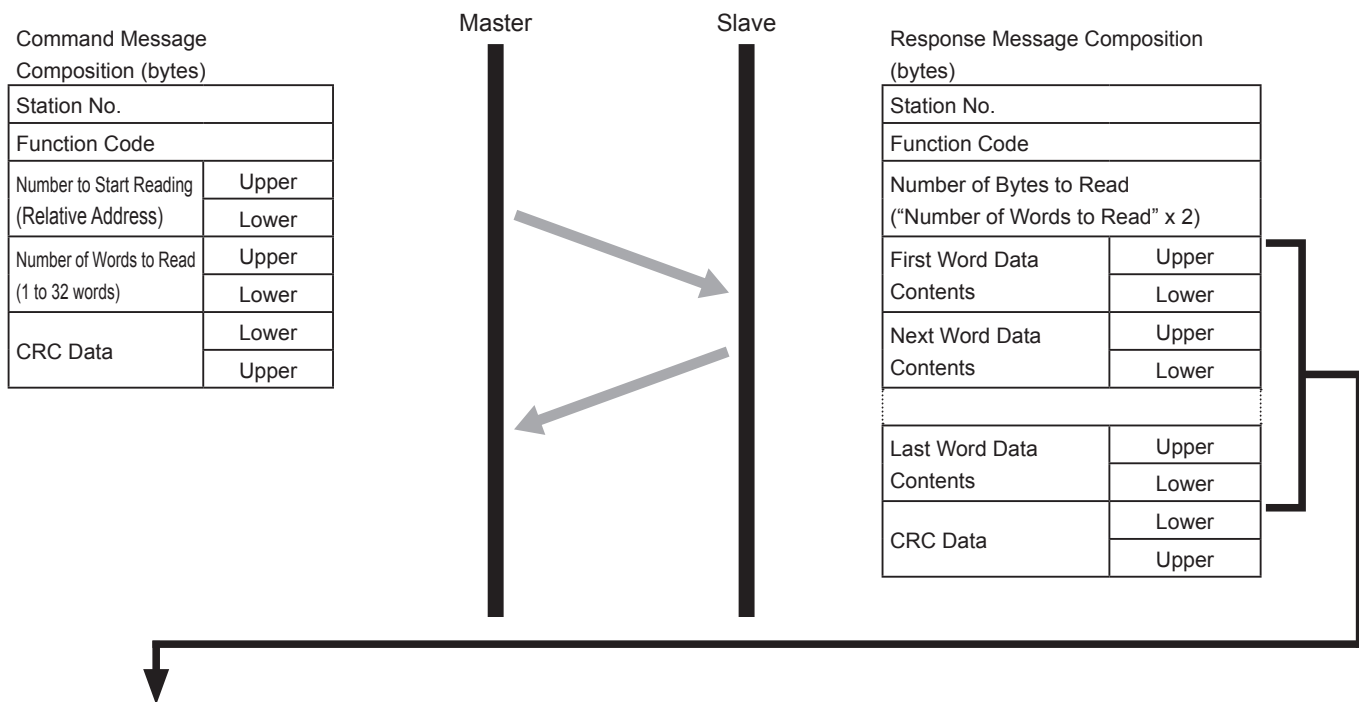 Master
Slave
Command Message
Composition (bytes)
Station No.
Function Code
Number to Start Reading
(Relative Address)
Upper
Lower
Number of Words to Read
(1 to 32 words)
Upper
Lower
CRC Data
Lower
Upper
Response Message Composition
(bytes)
Station No.
Function Code
Number of Bytes to Read
(“Number of Words to Read” x 2)
First Word Data
Contents
Upper
Lower
Next Word Data
Contents
Upper
Lower
Last Word Data
Contents
Upper
Lower
CRC Data
Lower
Upper